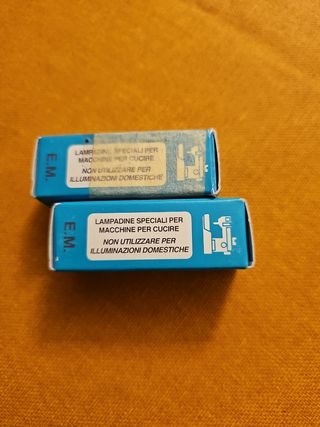 E.M.
LAMPADINE SPECIALI PER
MACCHINE PER CUCIRE
NON UTILIZZARE PER
ILLUMINAZIONI DOMESTICHE
E.M.
LAMPADINE SPECIALI PER
MACCHINE PER CUCIRE
NON UTILIZZARE PER
ILLUMINAZIONI DOMESTICHE